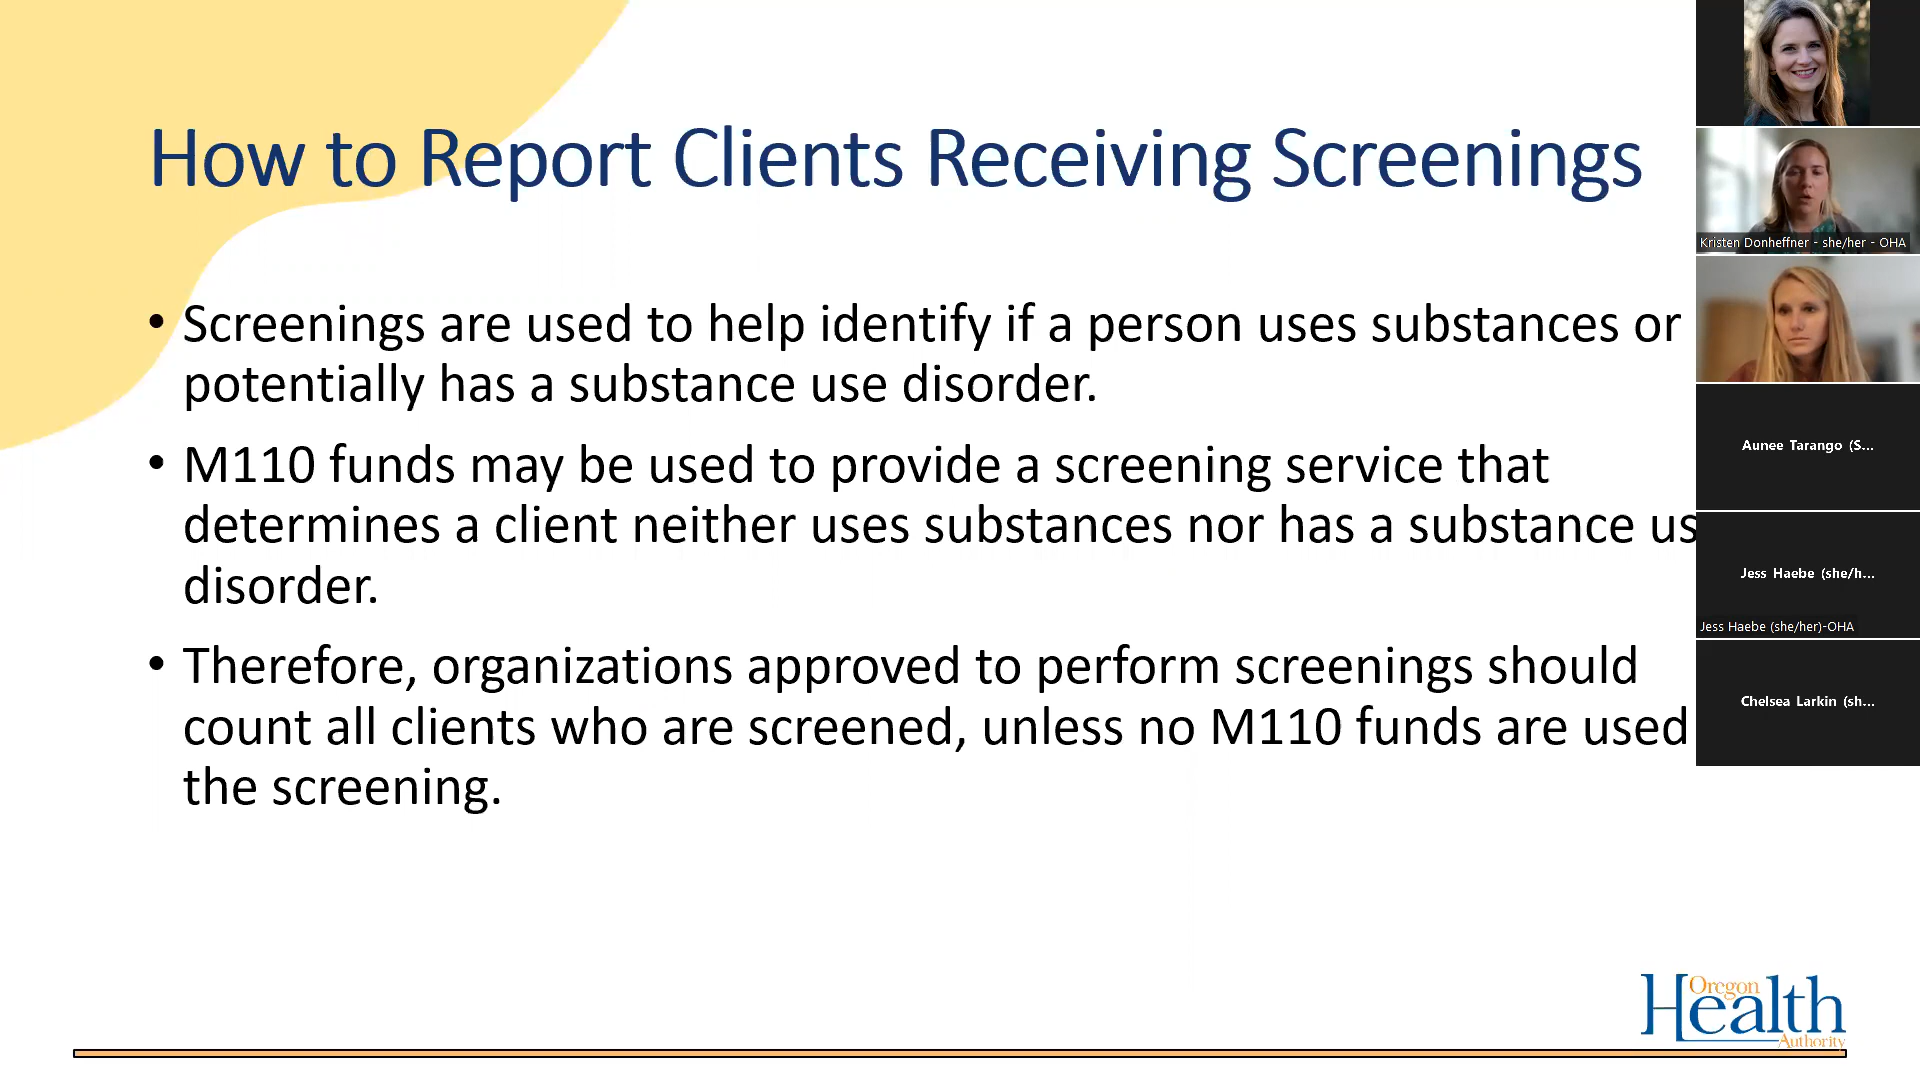 How to Report Clients Receiving Screenings
• Screenings are used to help identify if a person uses substances or
potentially has a substance use disorder.
• M110 funds may be used to provide a screening service that
determines a client neither uses substances nor has a substance us
disorder.
• Therefore, organizations approved to perform screenings should
count all clients who are screened, unless no M110 funds are used
the screening.
Kristen Donheffner - she/her - OHA
Aunee Tarango (S...
Jess Haebe (she/h...
Jess Haebe (she/her)-OHA
Chelsea Larkin (sh...
Oregon
Health
Authority